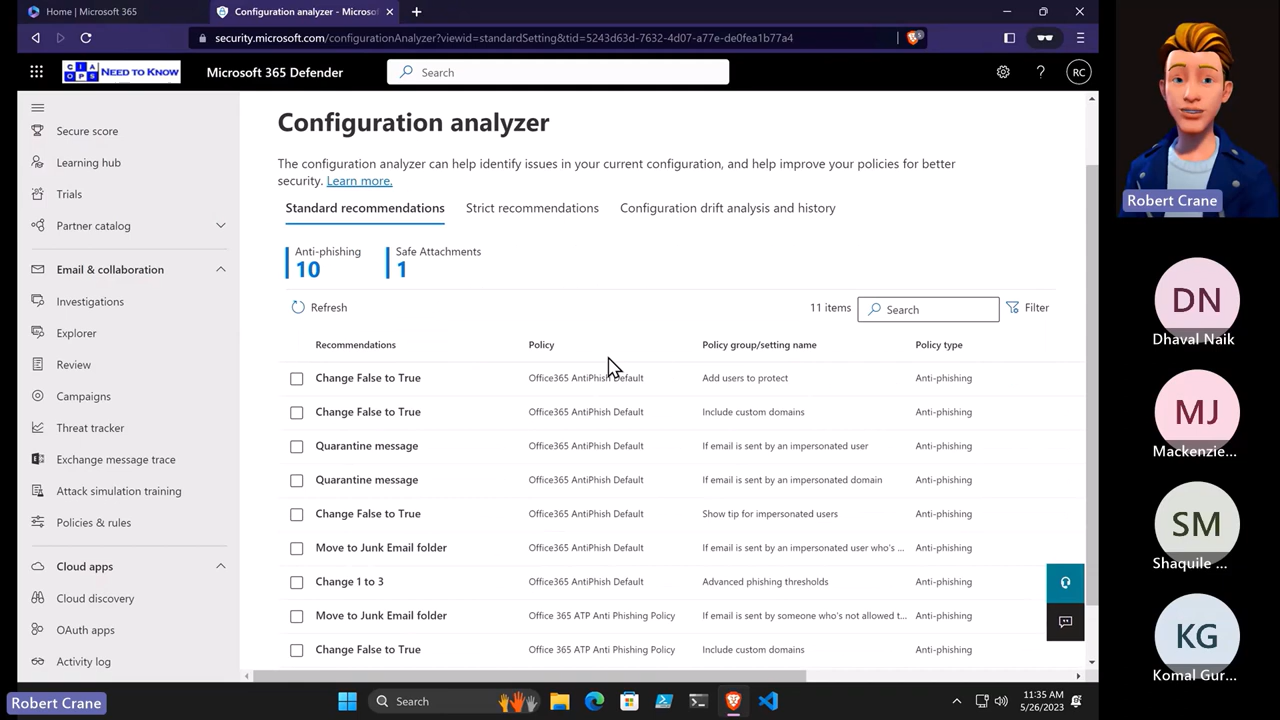 Home | Microsoft 365
Configuration analyzer - Microsof
security.microsoft.com/configurationAnalyzer?viewid=standardSetting&tid=5243d63d-7632-4d07-a77e-de0fea1b77a4
CIA
OPS
NEED TO KNOW
Microsoft 365 Defender
Search
RC
Secure score
Learning hub
Trials
Partner catalog
Email & collaboration
Investigations
Explorer
Review
Campaigns
Threat tracker
Exchange message trace
Attack simulation training
Policies & rules
Cloud apps
Cloud discovery
OAuth apps
Activity log
Configuration analyzer
The configuration analyzer can help identify issues in your current configuration, and help improve your policies for better
security. Learn more.
Standard recommendations Strict recommendations Configuration drift analysis and history
Anti-phishing Safe Attachments
10 1
Refresh 11 items Search Filter
Recommendations Policy Policy group/setting name Policy type
Change False to True Office365 AntiPhish Default Add users to protect Anti-phishing
Change False to True Office365 AntiPhish Default Include custom domains Anti-phishing
Quarantine message Office365 AntiPhish Default If email is sent by an impersonated user Anti-phishing
Quarantine message Office365 AntiPhish Default If email is sent by an impersonated domain Anti-phishing
Change False to True Office365 AntiPhish Default Show tip for impersonated users Anti-phishing
Move to Junk Email folder Office365 AntiPhish Default If email is sent by an impersonated user who's ... Anti-phishing
Change 1 to 3 Office365 AntiPhish Default Advanced phishing thresholds Anti-phishing
Move to Junk Email folder Office 365 ATP Anti Phishing Policy If email is sent by someone who's not allowed t... Anti-phishing
Change False to True Office 365 ATP Anti Phishing Policy Include custom domains Anti-phishing
Robert Crane
DN
Dhaval Naik
MJ
Mackenzie...
SM
Shaquile ...
KG
Komal Gur...
Robert Crane
Search
11:35 AM
5/26/2023